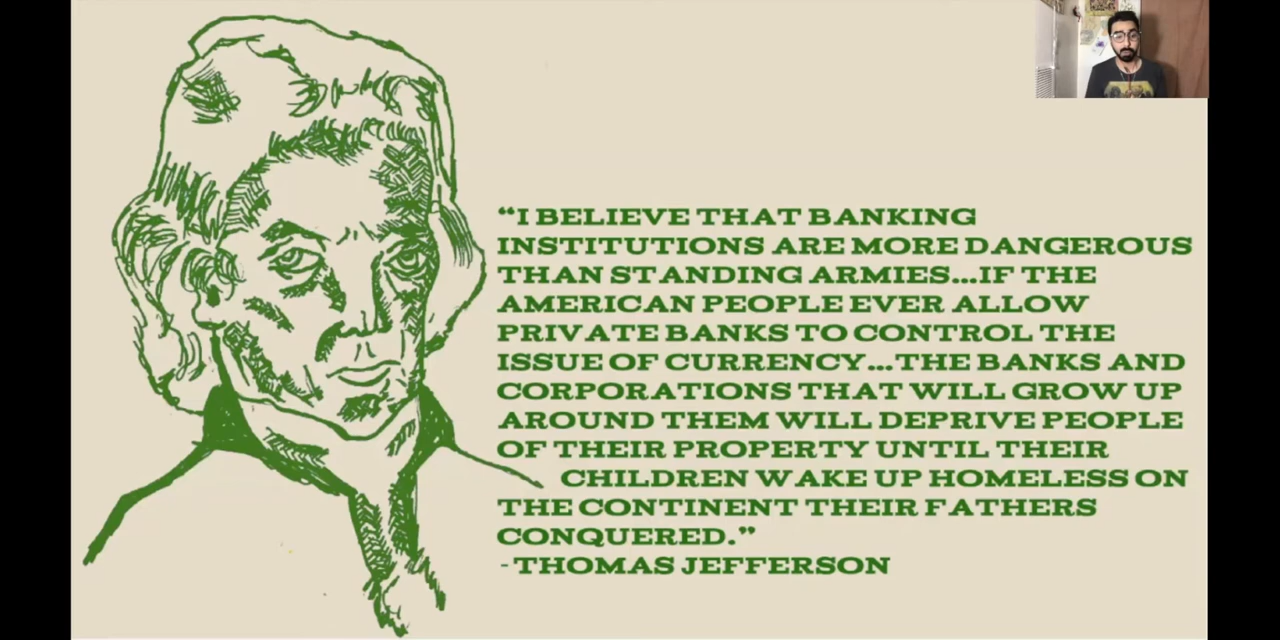 “I BELIEVE THAT BANKING
INSTITUTIONS ARE MORE DANGEROUS
THAN STANDING ARMIES...IF THE
AMERICAN PEOPLE EVER ALLOW
PRIVATE BANKS TO CONTROL THE
ISSUE OF CURRENCY...THE BANKS AND
CORPORATIONS THAT WILL GROW UP
AROUND THEM WILL DEPRIVE PEOPLE
OF THEIR PROPERTY UNTIL THEIR
CHILDREN WAKE UP HOMELESS ON
THE CONTINENT THEIR FATHERS
CONQUERED.”
-THOMAS JEFFERSON